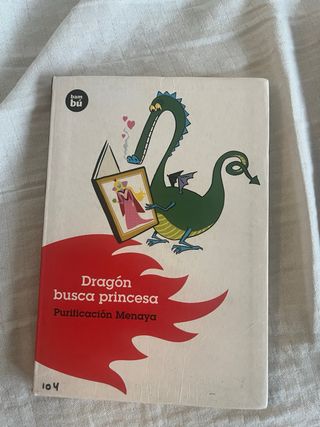 bam
bú
Dragón
busca princesa
Purificación Menaya
104